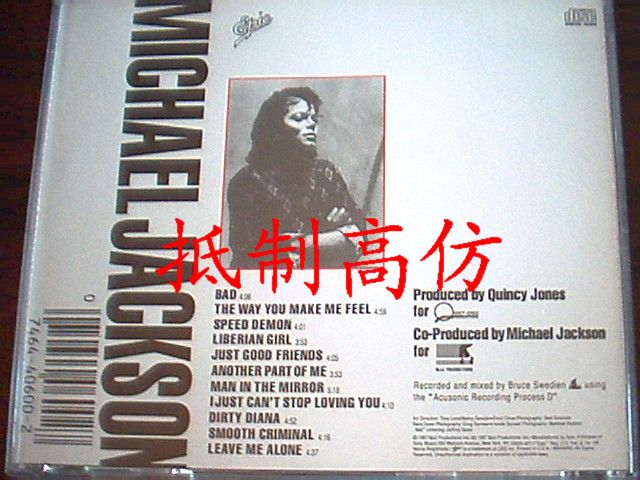 MICHAEL JACKSON
Epic
抵制高仿
BAD 4:06
THE WAY YOU MAKE ME FEEL 4:59
SPEED DEMON 4:01
LIBERIAN GIRL 3:53
JUST GOOD FRIENDS 4:05
ANOTHER PART OF ME 3:53
MAN IN THE MIRROR 5:18
I JUST CAN'T STOP LOVING YOU 4:10
DIRTY DIANA 4:52
SMOOTH CRIMINAL 4:16
LEAVE ME ALONE 4:37
Produced by Quincy Jones
for
Co-Produced by Michael Jackson
for
Recorded and mixed by Bruce Swedien using
the "Acusonic Recording Process D"
0 7464-40600-2